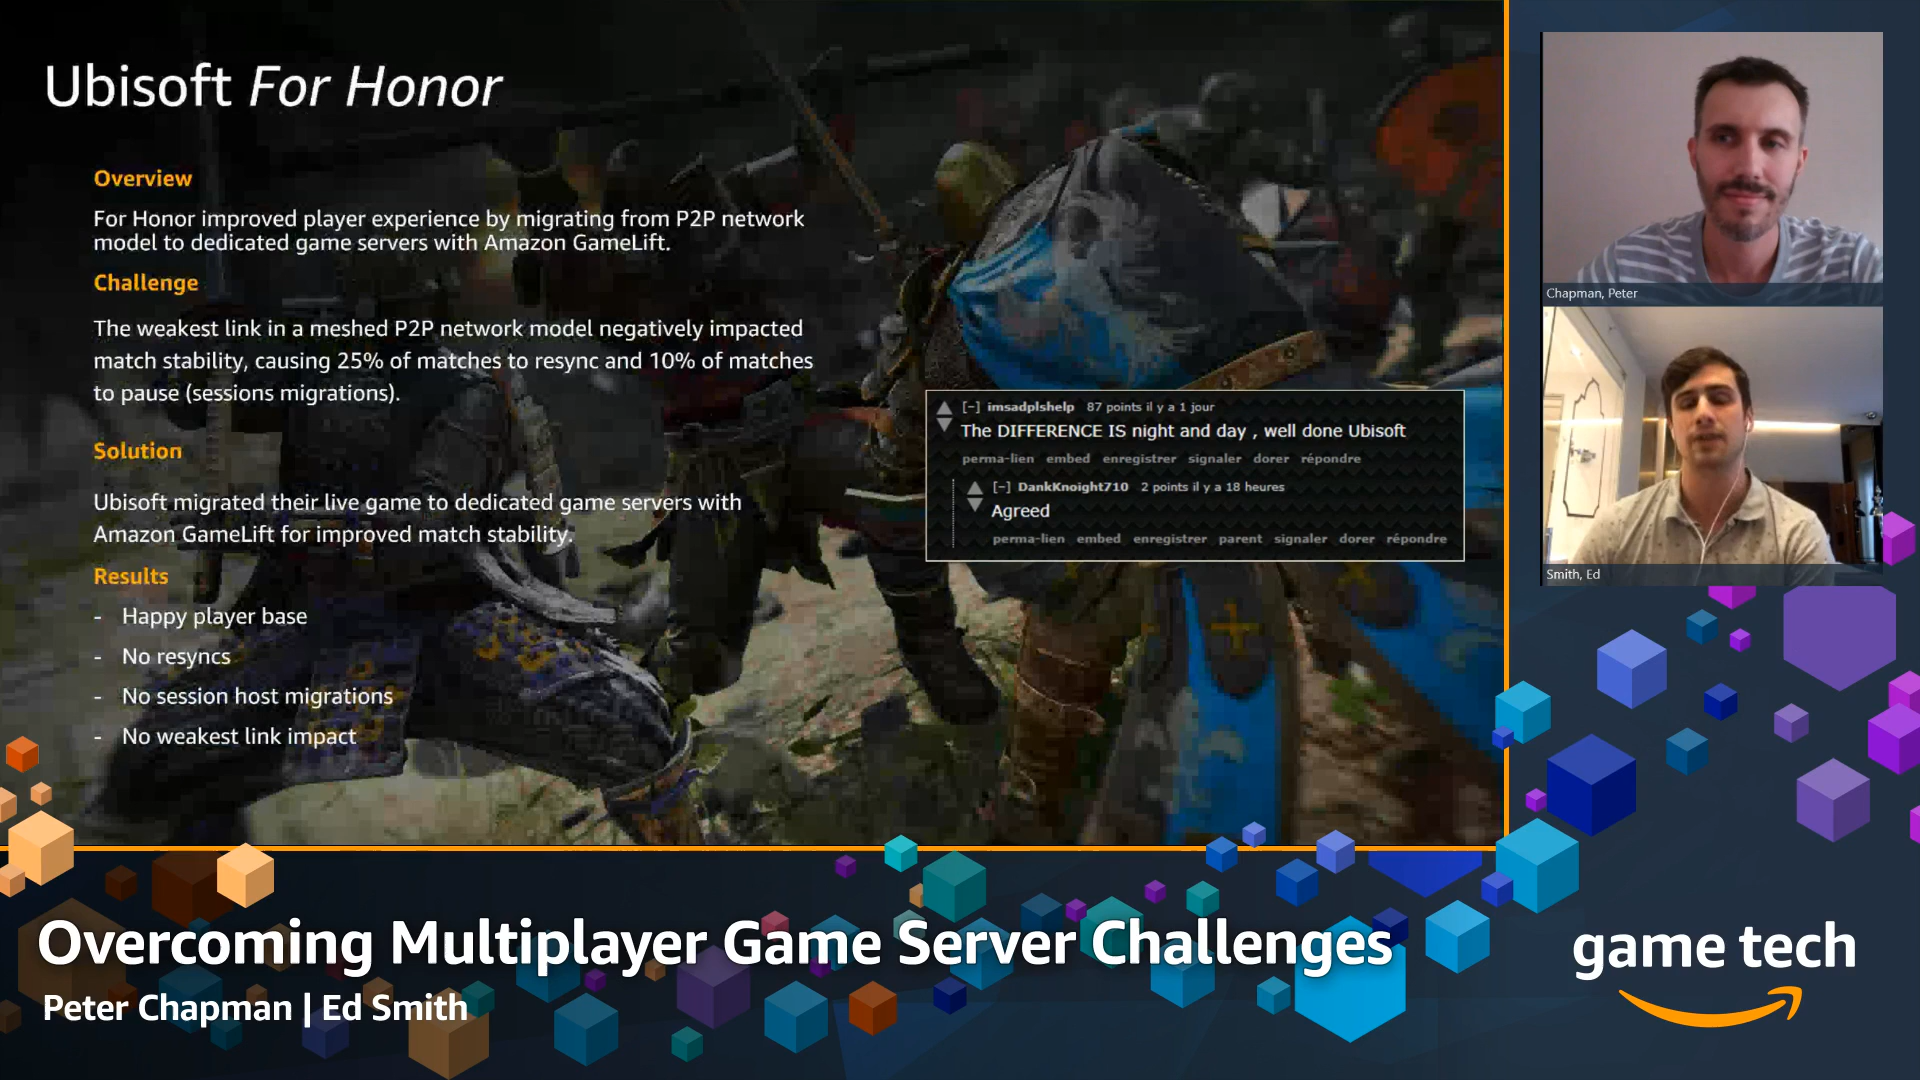 Ubisoft For Honor
Overview
For Honor improved player experience by migrating from P2P network
model to dedicated game servers with Amazon GameLift.
Challenge
The weakest link in a meshed P2P network model negatively impacted
match stability, causing 25% of matches to resync and 10% of matches
to pause (sessions migrations).
Solution
Ubisoft migrated their live game to dedicated game servers with
Amazon GameLift for improved match stability.
Results
- Happy player base
- No resyncs
- No session host migrations
- No weakest link impact
[-] imsadplshelp 87 points il y a 1 jour
The DIFFERENCE IS night and day , well done Ubisoft
perma-lien embed enregistrer signaler dorer répondre
[-] DankKnoight710 2 points il y a 18 heures
Agreed
perma-lien embed enregistrer parent signaler dorer répondre
Chapman, Peter
Smith, Ed
Overcoming Multiplayer Game Server Challenges
Peter Chapman | Ed Smith
game tech